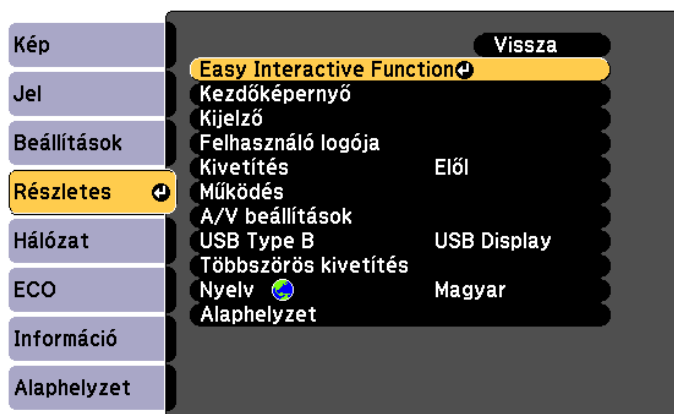 Kép
Jel
Beállítások
Részletes
Hálózat
ECO
Információ
Alaphelyzet
Vissza
Easy Interactive Function
Kezdőképernyő
Kijelző
Felhasználó logója
Kivetítés Elől
Működés
A/V beállítások
USB Type B USB Display
Többszörös kivetítés
Nyelv Magyar
Alaphelyzet